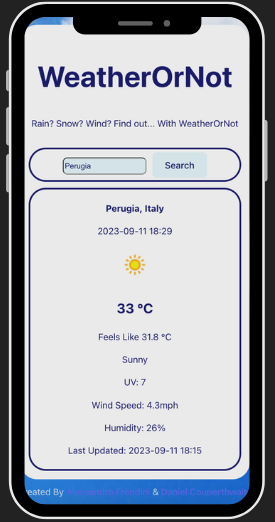 WeatherOrNot
Rain? Snow? Wind? Find out... With WeatherOrNot
Perugia
Search
Perugia, Italy
2023-09-11 18:29
33 °C
Feels Like 31.8 °C
Sunny
UV: 7
Wind Speed: 4.3mph
Humidity: 26%
Last Updated: 2023-09-11 18:15
eated By & Daniel